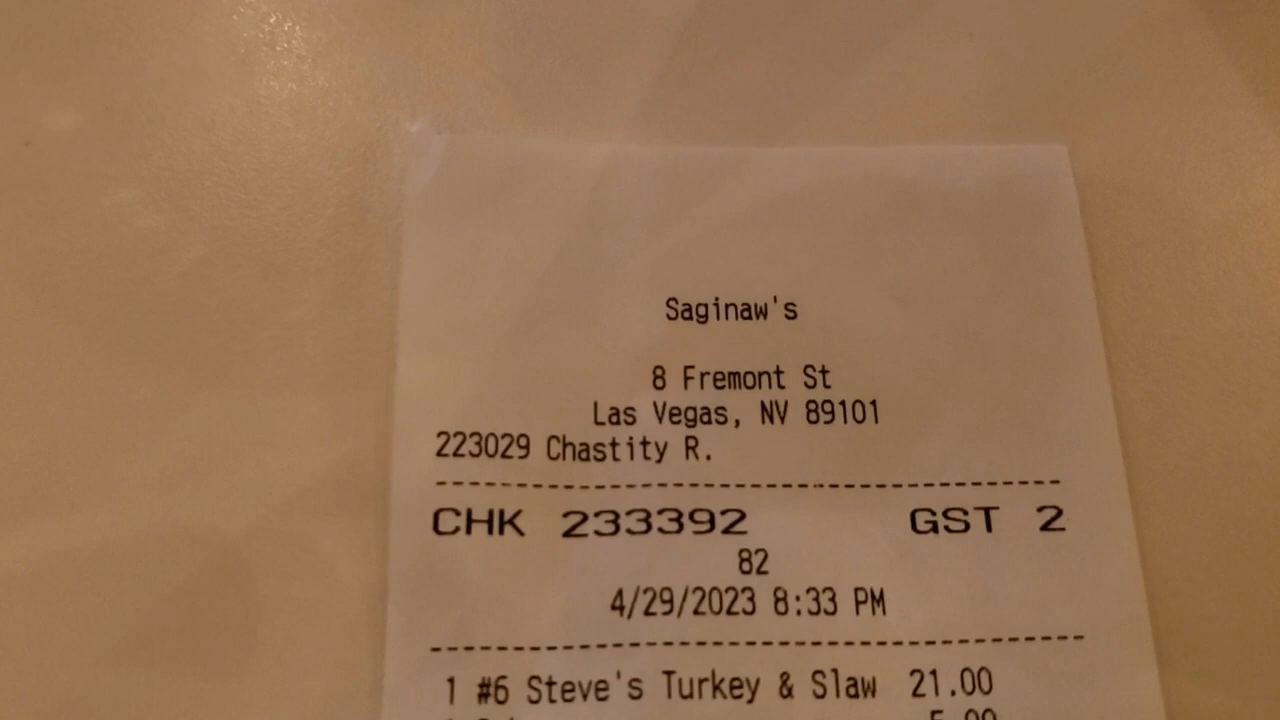 Saginaw's
8 Fremont St
Las Vegas, NV 89101
223029 Chastity R.
CHK 233392 GST 2
82
4/29/2023 8:33 PM
1 #6 Steve's Turkey & Slaw 21.00